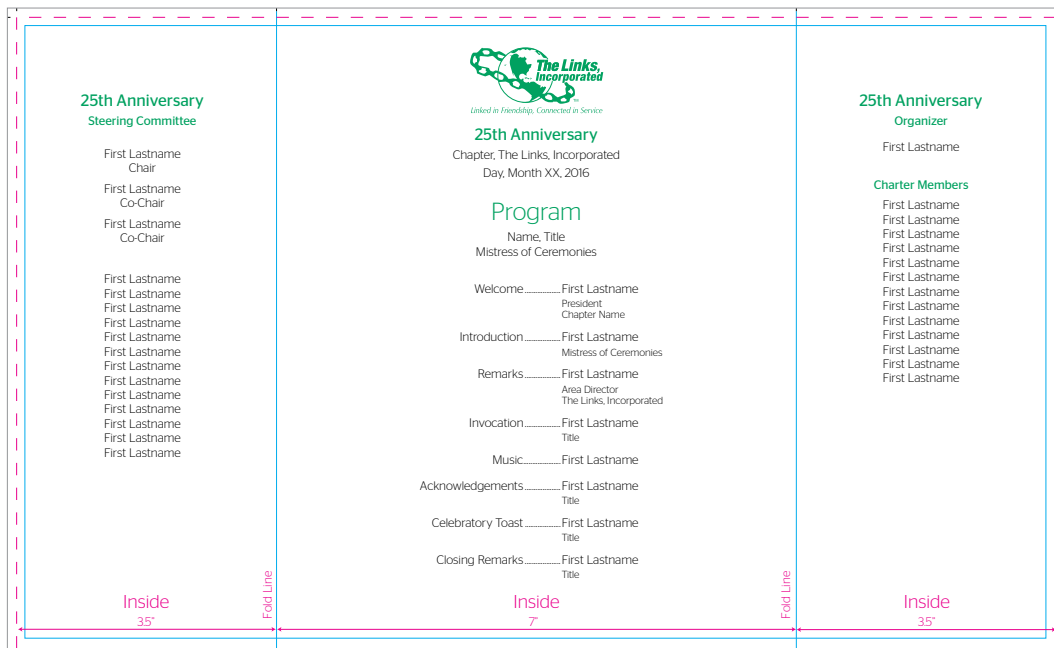 25th Anniversary
Steering Committee
First Lastname
Chair
First Lastname
Co-Chair
First Lastname
Co-Chair
First Lastname
First Lastname
First Lastname
First Lastname
First Lastname
First Lastname
First Lastname
First Lastname
First Lastname
First Lastname
First Lastname
First Lastname
First Lastname
Inside
3.5"
Fold Line
The Links,
Incorporated
TM
Linked in Friendship, Connected in Service
25th Anniversary
Chapter, The Links, Incorporated
Day, Month XX, 2016
Program
Name, Title
Mistress of Ceremonies
Welcome..................First Lastname
President
Chapter Name
Introduction..................First Lastname
Mistress of Ceremonies
Remarks..................First Lastname
Area Director
The Links, Incorporated
Invocation..................First Lastname
Title
Music..................First Lastname
Acknowledgements..................First Lastname
Title
Celebratory Toast..................First Lastname
Title
Closing Remarks..................First Lastname
Title
Inside
7"
Fold Line
25th Anniversary
Organizer
First Lastname
Charter Members
First Lastname
First Lastname
First Lastname
First Lastname
First Lastname
First Lastname
First Lastname
First Lastname
First Lastname
First Lastname
First Lastname
First Lastname
First Lastname
Inside
3.5"